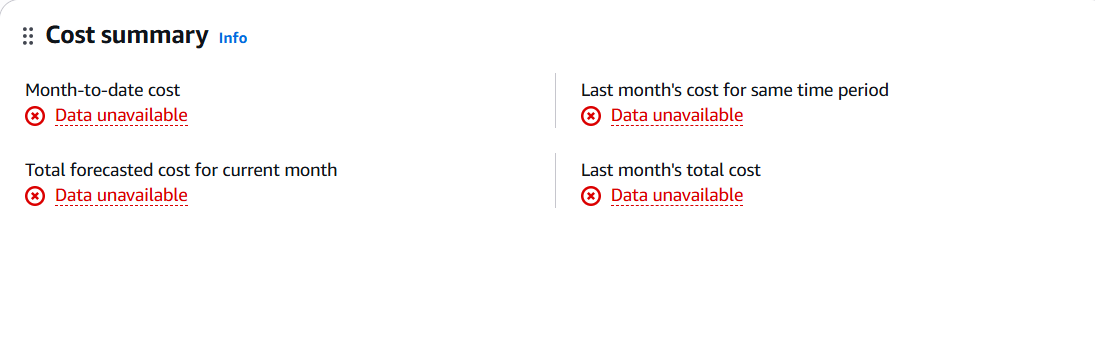 Cost summary Info
Month-to-date cost
Data unavailable
Last month's cost for same time period
Data unavailable
Total forecasted cost for current month
Data unavailable
Last month's total cost
Data unavailable